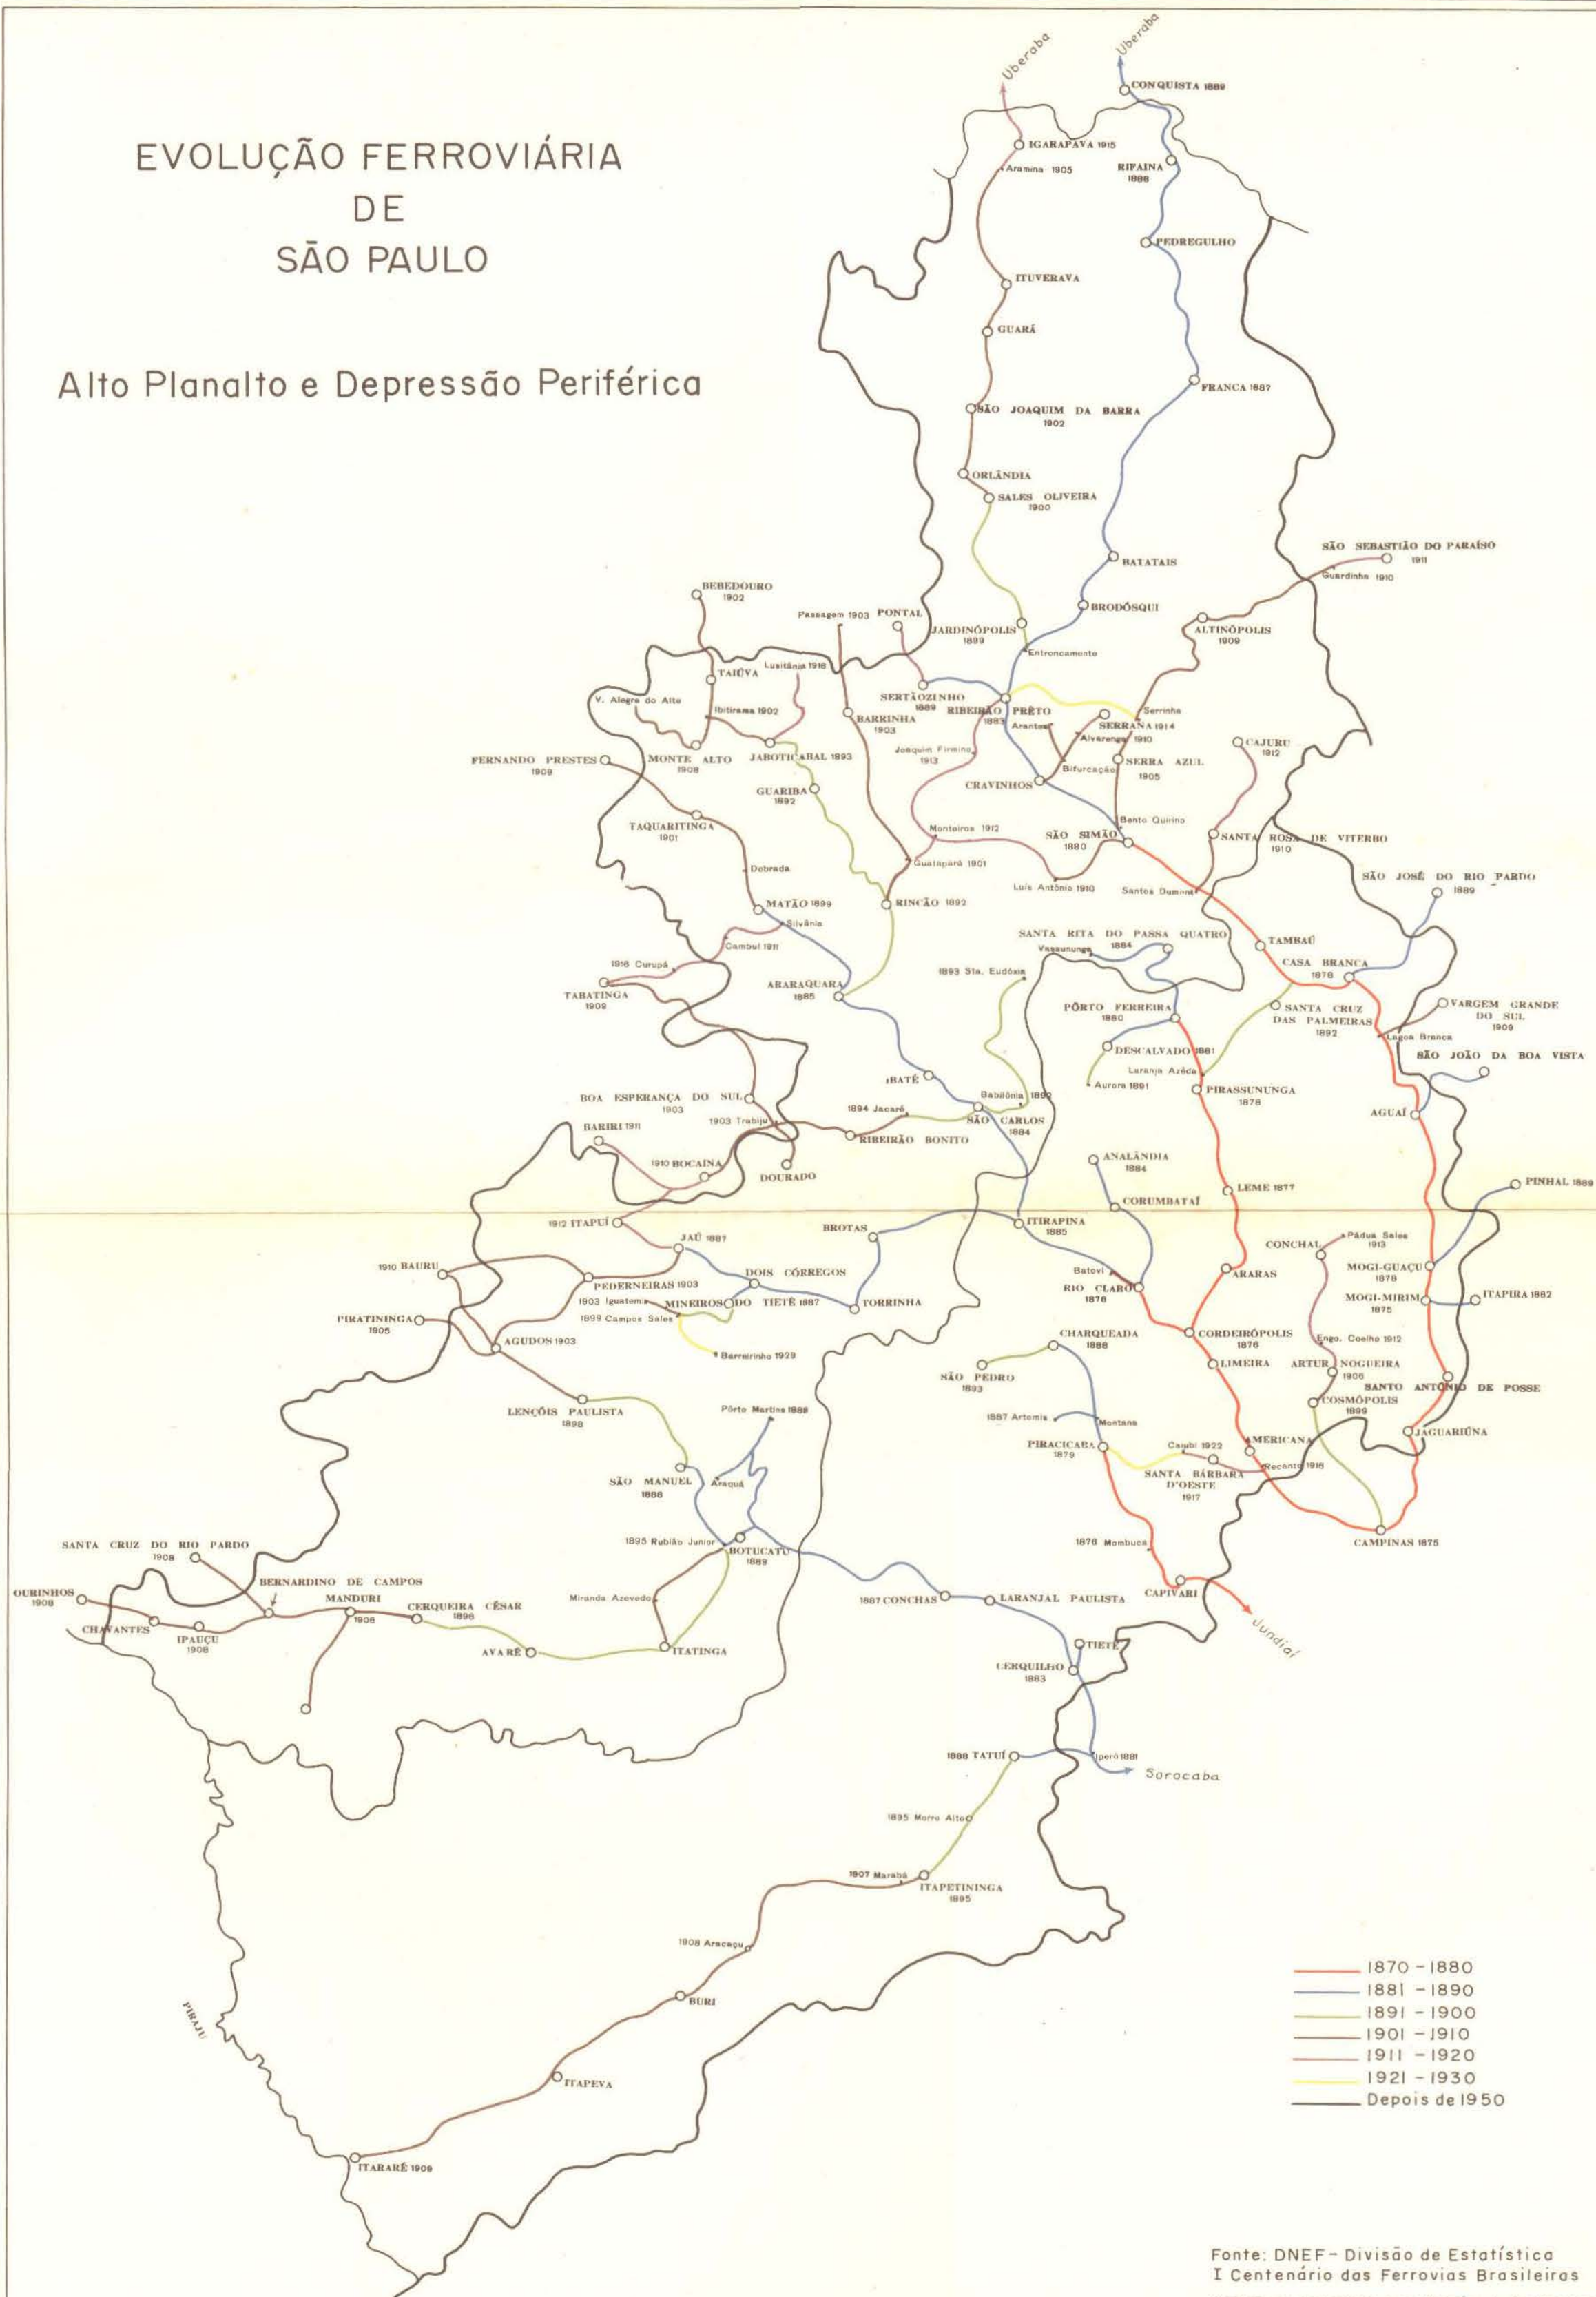 EVOLUÇÃO FERROVIÁRIA
DE
SÃO PAULO
Alto Planalto e Depressão Periférica
Uberaba
Uberaba
CONQUISTA 1889
IGARAPAVA 1915
Aramina 1905
RIFAINA
1888
PEDREGULHO
ITUVERAVA
GUARÁ
FRANCA 1887
SÃO JOAQUIM DA BARRA
1902
ORLÂNDIA
SALES OLIVEIRA
1900
BATATAIS
SÃO SEBASTIÃO DO PARAÍSO
1911
Guardinha 1910
BEBEDOURO
1902
Passagem 1903
PONTAL
BRODÓSQUI
JARDINÓPOLIS
1899
ALTINÓPOLIS
1909
Entroncamento
TAIÚVA
Lusitânia 1916
V. Alegre do Alto
Ibitirama 1902
SERTÃOZINHO
1889
RIBEIRÃO PRÊTO
1883
BARRINHA
1903
Arantes
Serrinha
SERRANA 1914
Alvarenga 1910
CAJURU
1912
FERNANDO PRESTES
1909
MONTE ALTO
1908
JABOTICABAL 1893
Joaquim Firmino
1913
Bifurcação
SERRA AZUL
1905
GUARIBA
1892
CRAVINHOS
TAQUARITINGA
1901
Monteiros 1912
SÃO SIMÃO
1880
Bento Quirino
SANTA ROSA DE VITERBO
1910
Dobrada
Guatapará 1901
Luís Antônio 1910
Santos Dumont
SÃO JOSÉ DO RIO PARDO
1889
MATÃO 1899
RINCÃO 1892
Silvânia
Cambuí 1911
SANTA RITA DO PASSA QUATRO
1884
Vassununga
TAMBAÚ
CASA BRANCA
1878
1916 Curupá
TABATINGA
1909
ARARAQUARA
1885
1893 Sta. Eudóxia
PÔRTO FERREIRA
1880
SANTA CRUZ
DAS PALMEIRAS
1892
VARGEM GRANDE
DO SUL
1909
Lagoa Branca
DESCALVADO 1881
SÃO JOÃO DA BOA VISTA
IBATÉ
Laranja Azêda
Aurora 1891
PIRASSUNUNGA
1878
BOA ESPERANÇA DO SUL
1903
1894 Jacaré
Babilônia 1892
AGUAÍ
BARIRI 1911
1903 Trabiju
RIBEIRÃO BONITO
SÃO CARLOS
1884
1910 BOCAINA
DOURADO
ANALÂNDIA
1884
CORUMBATAÍ
LEME 1877
PINHAL 1889
1912 ITAPUÍ
BROTAS
ITIRAPINA
1885
JAÚ 1887
CONCHAL
Pádua Sales
1913
1910 BAURU
DOIS CÓRREGOS
Batovi
RIO CLARO
1876
ARARAS
MOGI-GUAÇU
1878
PEDERNEIRAS 1903
1903 Iguatemi
MINEIROS DO TIETÊ 1887
TORRINHA
MOGI-MIRIM
1875
ITAPIRA 1882
PIRATININGA
1905
1899 Campos Sales
AGUDOS 1903
Barreirinho 1929
CHARQUEADA
1888
CORDEIRÓPOLIS
1876
Engo. Coelho 1912
SÃO PEDRO
1893
LIMEIRA
ARTUR NOGUEIRA
1906
SANTO ANTÔNIO DE POSSE
COSMÓPOLIS
1899
LENÇÓIS PAULISTA
1898
Pôrto Martins 1888
1887 Artemis
Montana
JAGUARIÚNA
PIRACICABA
1879
Caiubi 1922
AMERICANA
SANTA BÁRBARA
D'OESTE
1917
Recanto 1916
SÃO MANUEL
1888
Araquá
1895 Rubião Junior
BOTUCATU
1889
1876 Mombuca
CAMPINAS 1875
SANTA CRUZ DO RIO PARDO
1908
BERNARDINO DE CAMPOS
OURINHOS
1908
MANDURI
1906
CERQUEIRA CÉSAR
1896
Miranda Azevedo
1887 CONCHAS
LARANJAL PAULISTA
CAPIVARI
Jundiaí
CHAVANTES
IPAUÇU
1908
AVARÉ
ITATINGA
TIETÊ
CERQUILHO
1883
1888 TATUÍ
Iperó 1881
Sorocaba
1895 Morro Alto
1907 Marabá
ITAPETININGA
1895
1908 Aracaçu
BURI
PIRAJU
ITAPEVA
ITARARÉ 1909
1870 - 1880
1881 - 1890
1891 - 1900
1901 - 1910
1911 - 1920
1921 - 1930
Depois de 1950
Fonte: DNEF - Divisão de Estatística
I Centenário das Ferrovias Brasileiras